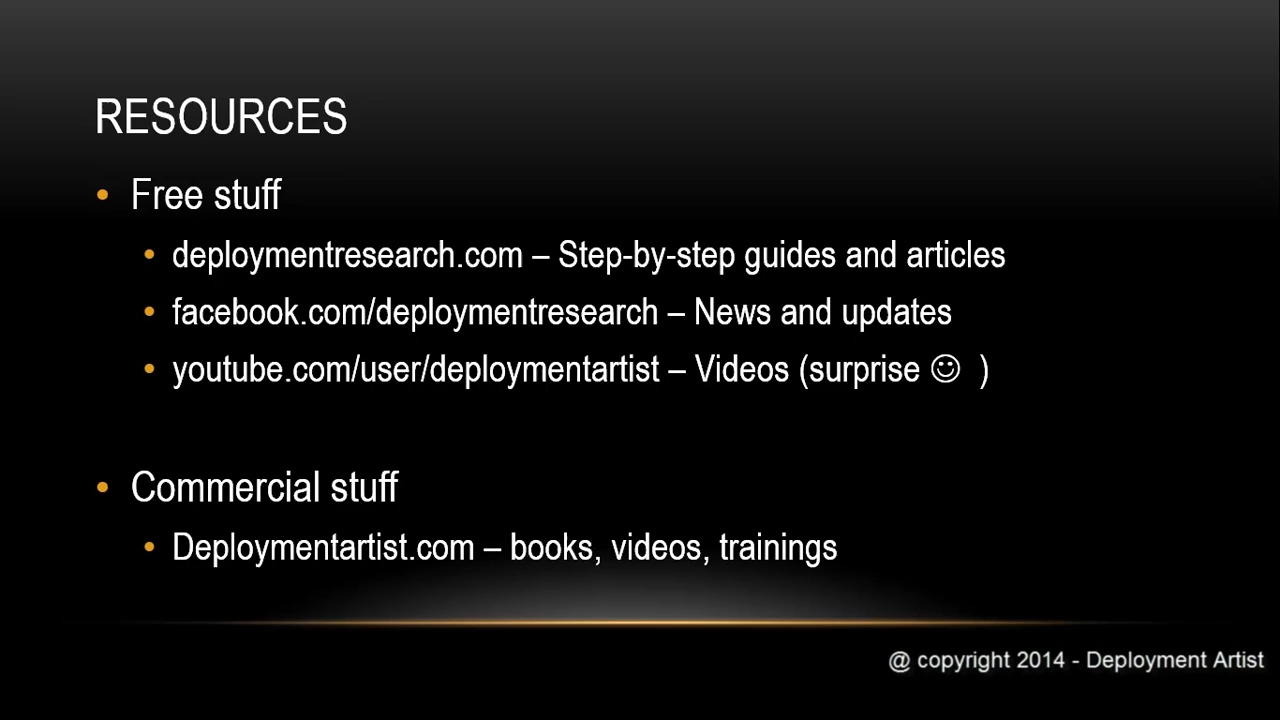 RESOURCES
• Free stuff
• deploymentresearch.com – Step-by-step guides and articles
• facebook.com/deploymentresearch – News and updates
• youtube.com/user/deploymentartist – Videos (surprise ☺ )
• Commercial stuff
• Deploymentartist.com – books, videos, trainings
@ copyright 2014 - Deployment Artist